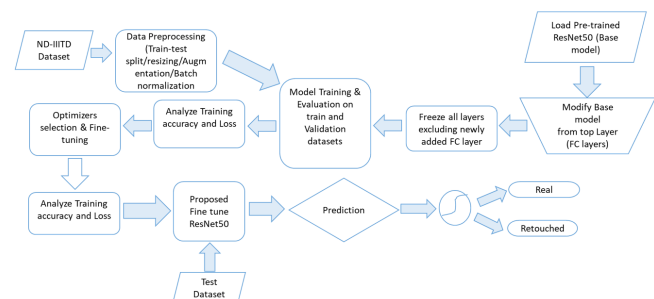 ND-IIITD
Dataset
Data Preprocessing
(Train-test
split/resizing/Augm
entation/Batch
normalization)
Load Pre-trained
ResNet50 (Base
model)
Modify Base
model
from top Layer
(FC layers)
Freeze all layers
excluding newly
added FC layer
Model Training &
Evaluation on
train and
Validation
datasets
Analyze Training
accuracy and Loss
Optimizers
selection & Fine-
tuning
Analyze Training
accuracy and Loss
Proposed
Fine tune
ResNet50
Prediction
Real
Retouched
Test
Dataset